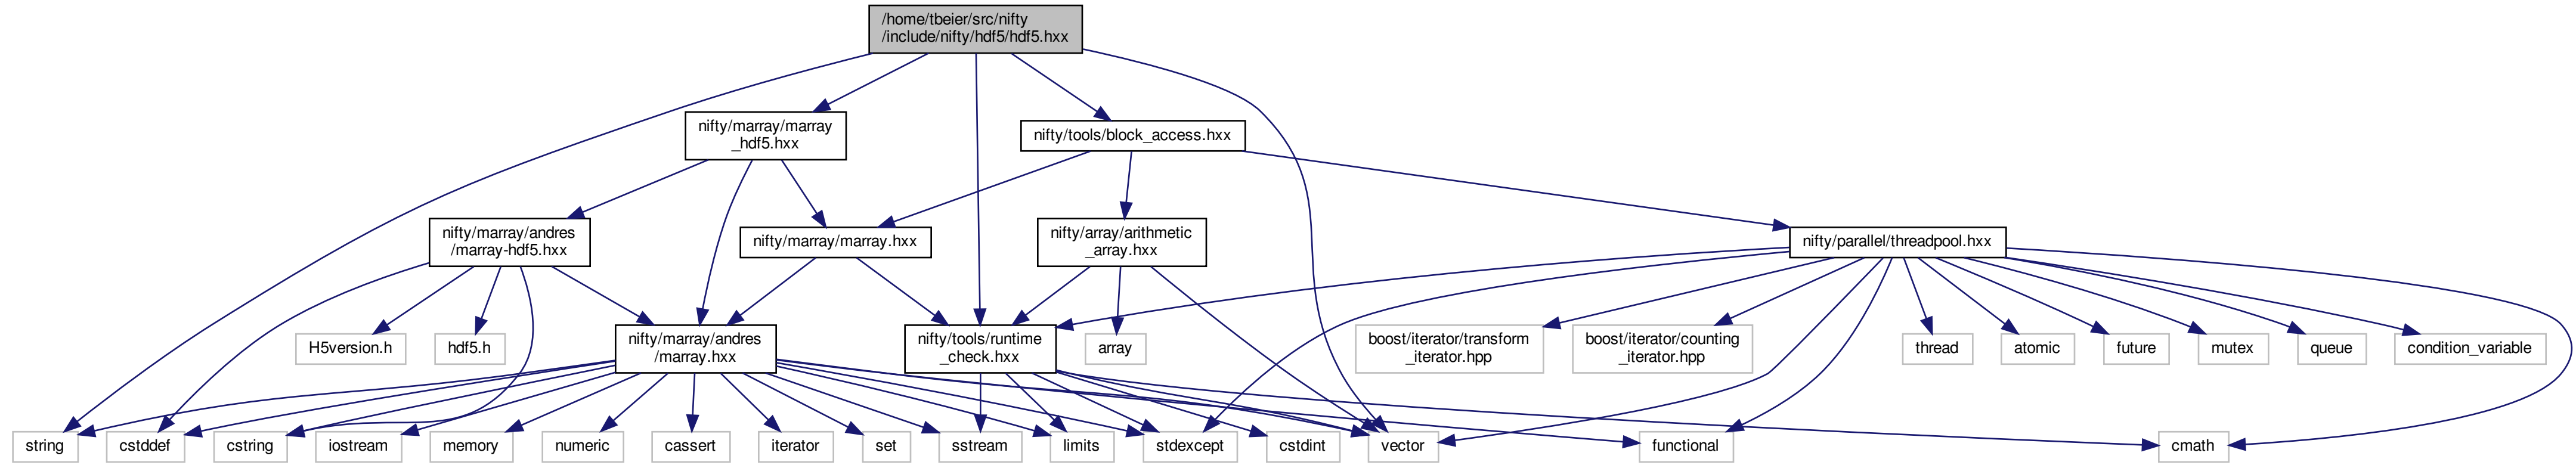 /home/tbeier/src/nifty
/include/nifty/hdf5/hdf5.hxx
nifty/marray/marray
_hdf5.hxx
nifty/tools/block_access.hxx
nifty/marray/andres
/marray-hdf5.hxx
nifty/marray/marray.hxx
nifty/array/arithmetic
_array.hxx
nifty/parallel/threadpool.hxx
H5version.h
hdf5.h
nifty/marray/andres
/marray.hxx
nifty/tools/runtime
_check.hxx
array
boost/iterator/transform
_iterator.hpp
boost/iterator/counting
_iterator.hpp
thread
atomic
future
mutex
queue
condition_variable
string
cstddef
cstring
iostream
memory
numeric
cassert
iterator
set
sstream
limits
stdexcept
cstdint
vector
functional
cmath